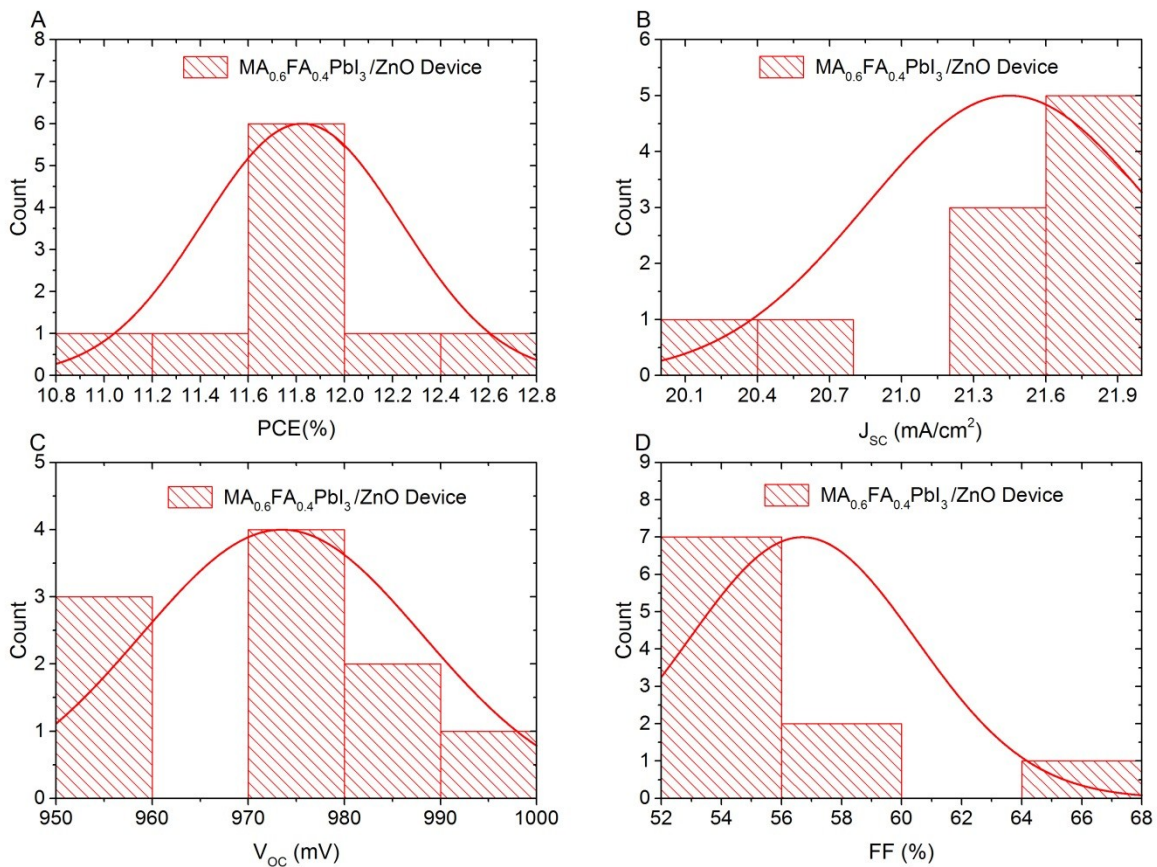 A
8
7
6
5
4
3
2
1
0
Count
MA0.6FA0.4PbI3/ZnO Device
10.8 11.0 11.2 11.4 11.6 11.8 12.0 12.2 12.4 12.6 12.8
PCE(%)
B
6
5
4
3
2
1
0
Count
MA0.6FA0.4PbI3/ZnO Device
20.1 20.4 20.7 21.0 21.3 21.6 21.9
JSC (mA/cm²)
C
5
4
3
2
1
0
Count
MA0.6FA0.4PbI3/ZnO Device
950 960 970 980 990 1000
VOC (mV)
D
9
8
7
6
5
4
3
2
1
0
Count
MA0.6FA0.4PbI3/ZnO Device
52 54 56 58 60 62 64 66 68
FF (%)